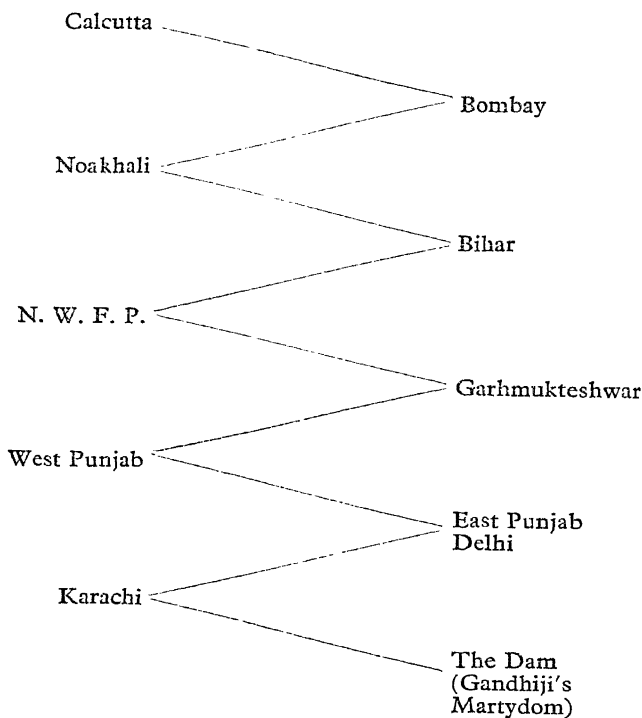 Calcutta
Bombay
Noakhali
Bihar
N. W. F. P.
Garhmukteshwar
West Punjab
East Punjab
Delhi
Karachi
The Dam
(Gandhiji's
Martydom)